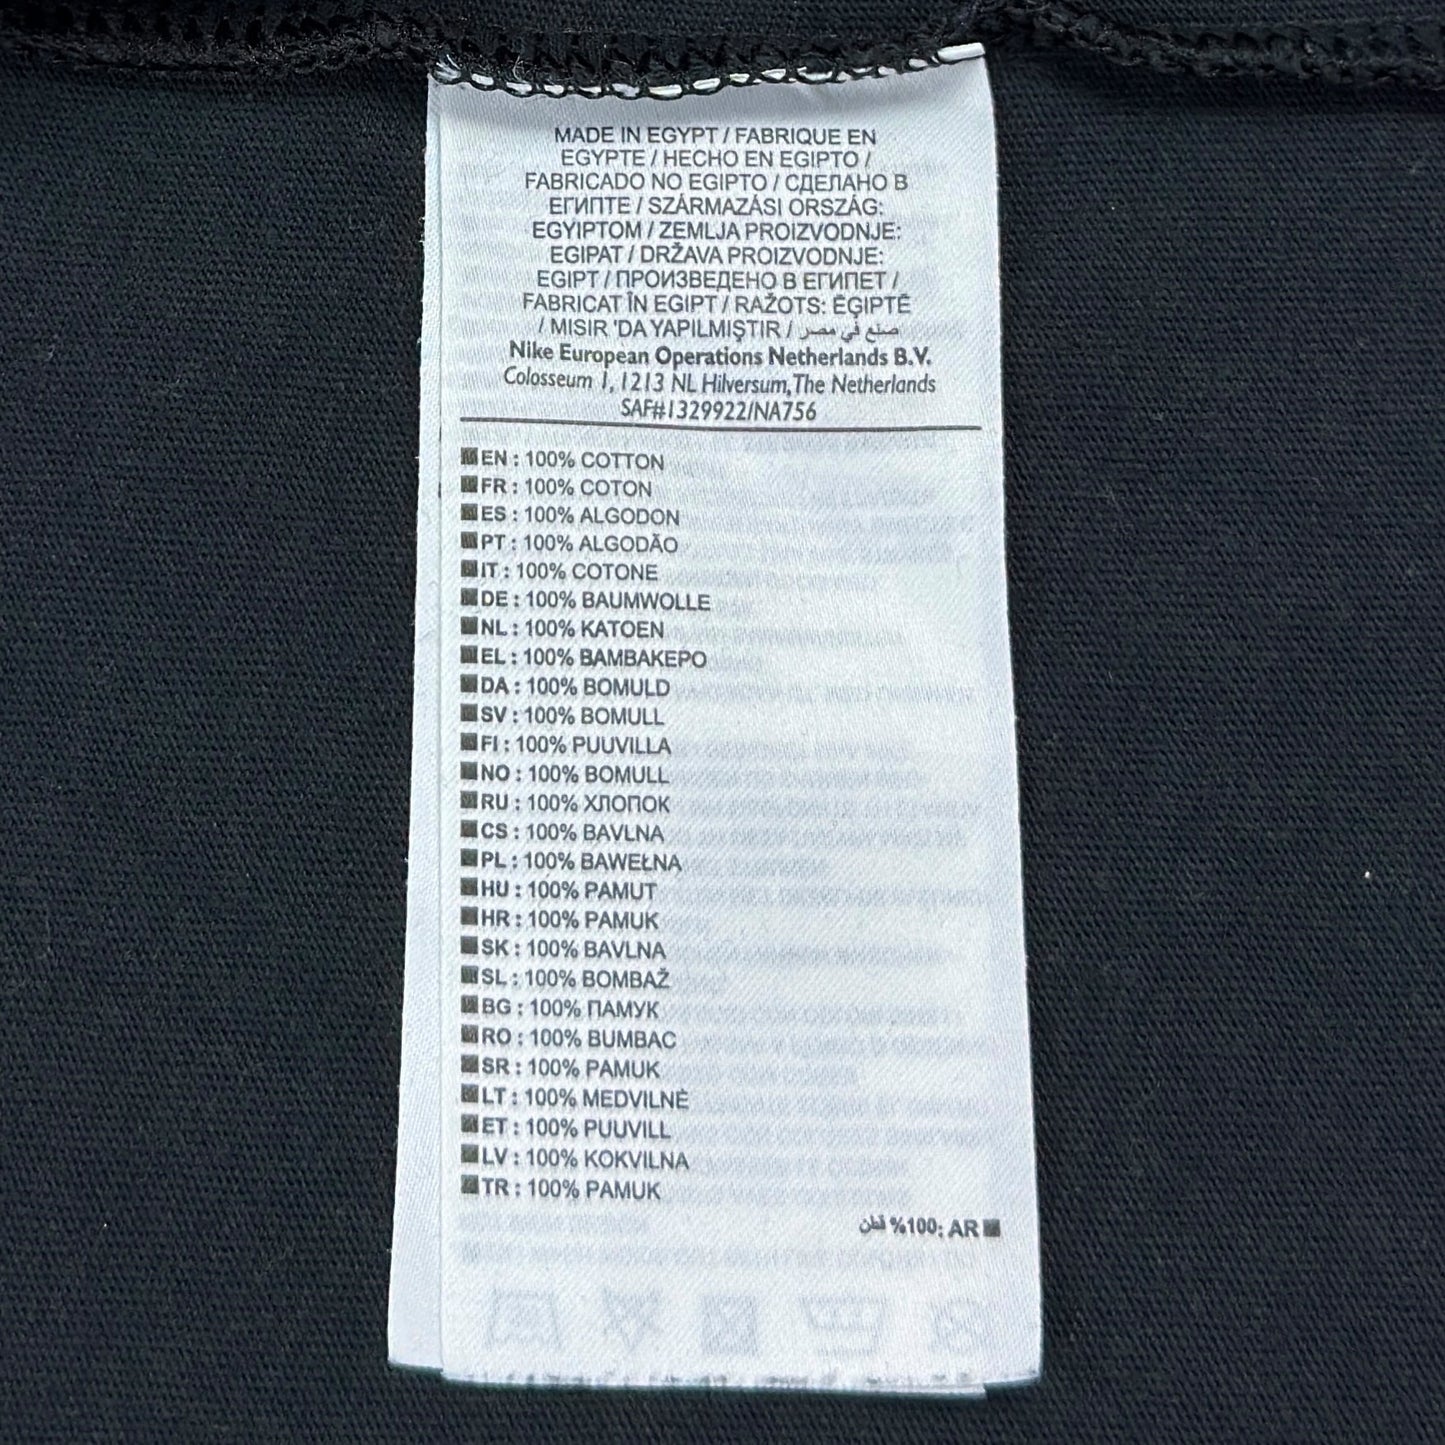 MADE IN EGYPT / FABRIQUE EN
EGYPTE / HECHO EN EGIPTO /
FABRICADO NO EGIPTO / СДЕЛАНО В
ЕГИПТЕ / SZÁRMAZÁSI ORSZÁG:
EGYIPTOM / ZEMLJA PROIZVODNJE:
EGIPAT / DRŽAVA PROIZVODNJE:
EGIPT / ПРОИЗВЕДЕНО В ЕГИПЕТ /
FABRICAT ÎN EGIPT / RAŽOTS: ĒĢIPTĒ
/ MISIR 'DA YAPILMIŞTIR / صنع في مصر
Nike European Operations Netherlands B.V.
Colosseum 1, 1213 NL Hilversum, The Netherlands
SAF#1329922/NA756
EN : 100% COTTON
FR : 100% COTON
ES : 100% ALGODON
PT : 100% ALGODÃO
IT : 100% COTONE
DE : 100% BAUMWOLLE
NL : 100% KATOEN
EL : 100% ΒΑΜΒΑΚΕΡΟ
DA : 100% BOMULD
SV : 100% BOMULL
FI : 100% PUUVILLA
NO : 100% BOMULL
RU : 100% ХЛОПОК
CS : 100% BAVLNA
PL : 100% BAWEŁNA
HU : 100% PAMUT
HR : 100% PAMUK
SK : 100% BAVLNA
SL : 100% BOMBAŽ
BG : 100% ПАМУК
RO : 100% BUMBAC
SR : 100% PAMUK
LT : 100% MEDVILNĖ
ET : 100% PUUVILL
LV : 100% KOKVILNA
TR : 100% PAMUK
AR :100% قطن